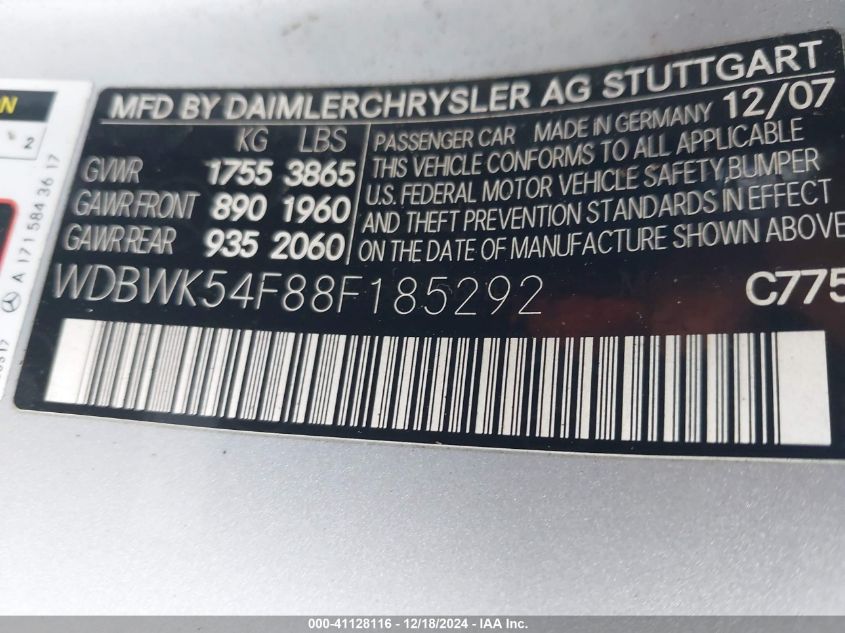 MFD BY DAIMLERCHRYSLER AG STUTTGART
KG LBS
GVWR 1755 3865
GAWR FRONT 890 1960
GAWR REAR 935 2060
12/07
PASSENGER CAR MADE IN GERMANY
THIS VEHICLE CONFORMS TO ALL APPLICABLE
U.S. FEDERAL MOTOR VEHICLE SAFETY, BUMPER
AND THEFT PREVENTION STANDARDS IN EFFECT
ON THE DATE OF MANUFACTURE SHOWN ABOVE
WDBWK54F88F185292
C775
A 171 584 36 17
2
000-41128116 - 12/18/2024 - IAA Inc.